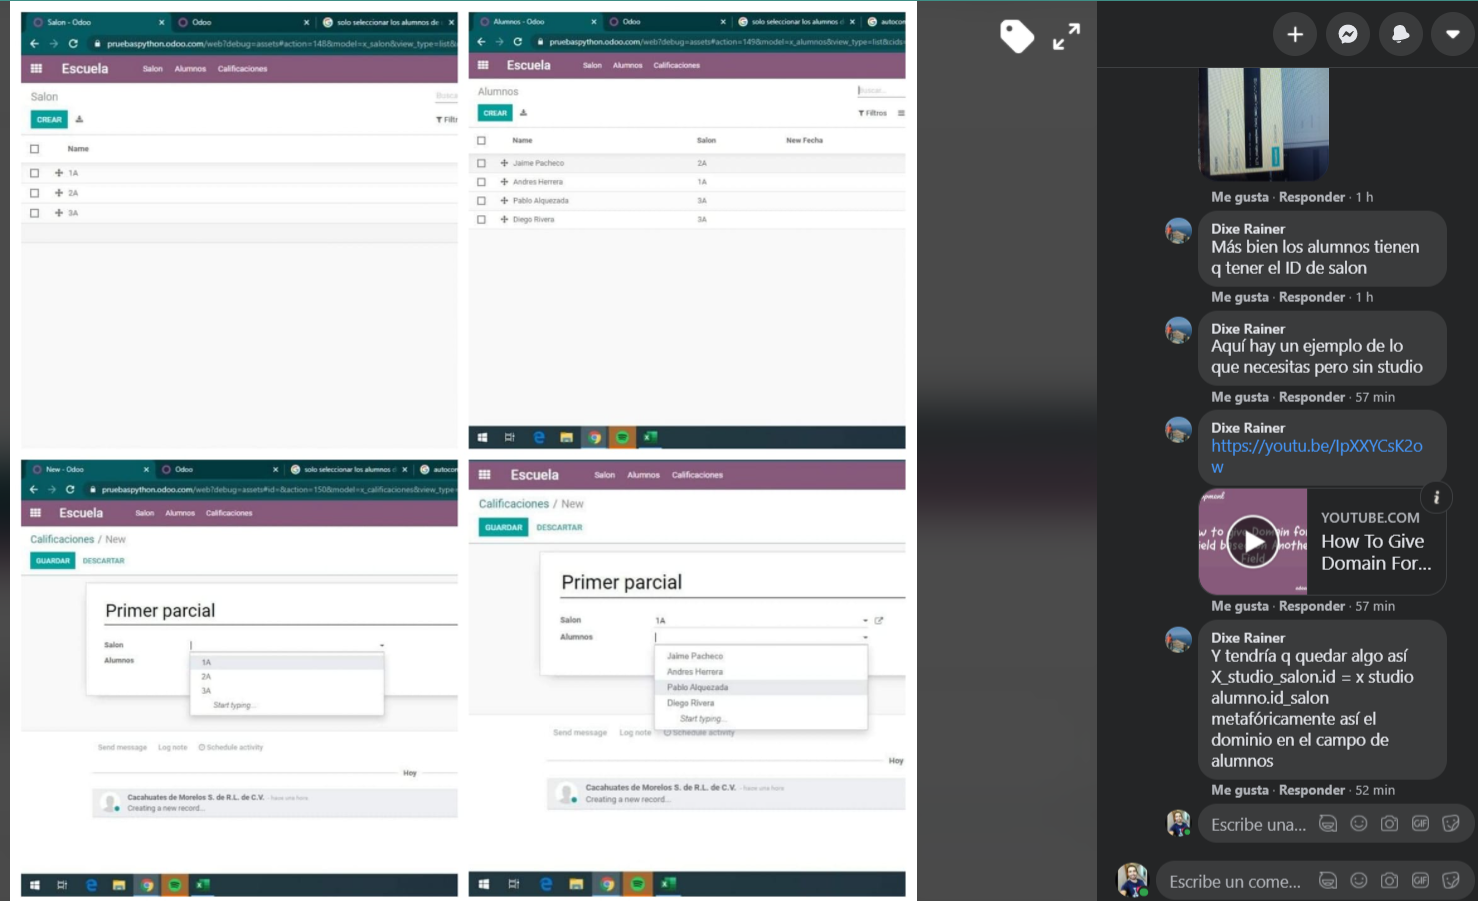 Salon - Odoo
Odoo
solo seleccionar los alumnos de
pruebaspython.odoo.com/web?debug=assets#action=148&model=x_salon&view_type=list&
Escuela
Salon
Alumnos
Calificaciones
Salon
Busca
CREAR
Filtr
Name
1A
2A
3A
Alumnos - Odoo
Odoo
solo seleccionar los alumnos d
autocon
pruebaspython.odoo.com/web?debug=assets#action=149&model=x_alumnos&view_type=list&cids=
Escuela
Salon
Alumnos
Calificaciones
Alumnos
Buscar...
CREAR
Filtros
Name
Salon
New Fecha
Jaime Pacheco
2A
Andres Herrera
1A
Pablo Alquezada
3A
Diego Rivera
3A
New - Odoo
Odoo
solo seleccionar los alumnos d
autocon
pruebaspython.odoo.com/web?debug=assets#id=&action=150&model=x_calificaciones&view_type=
Escuela
Salon
Alumnos
Calificaciones
Calificaciones / New
GUARDAR
DESCARTAR
Primer parcial
Salon
Alumnos
1A
2A
3A
Start typing...
Send message
Log note
Schedule activity
Hoy
Cacahuates de Morelos S. de R.L. de C.V. - hace una hora
Creating a new record...
Escuela
Salon
Alumnos
Calificaciones
Calificaciones / New
GUARDAR
DESCARTAR
Primer parcial
Salon
1A
Alumnos
Jaime Pacheco
Andres Herrera
Pablo Alquezada
Diego Rivera
Start typing...
Send message
Log note
Schedule activity
Hoy
Cacahuates de Morelos S. de R.L. de C.V. - hace una hora
Creating a new record...
Me gusta · Responder · 1 h
Dixe Rainer
Más bien los alumnos tienen
q tener el ID de salon
Me gusta · Responder · 1 h
Dixe Rainer
Aquí hay un ejemplo de lo
que necesitas pero sin studio
Me gusta · Responder · 57 min
Dixe Rainer
https://youtu.be/IpXXYCsK2o
w
YOUTUBE.COM
How To Give
Domain For...
Me gusta · Responder · 57 min
Dixe Rainer
Y tendría q quedar algo así
X_studio_salon.id = x studio
alumno.id_salon
metafóricamente así el
dominio en el campo de
alumnos
Me gusta · Responder · 52 min
Escribe una...
Escribe un come...